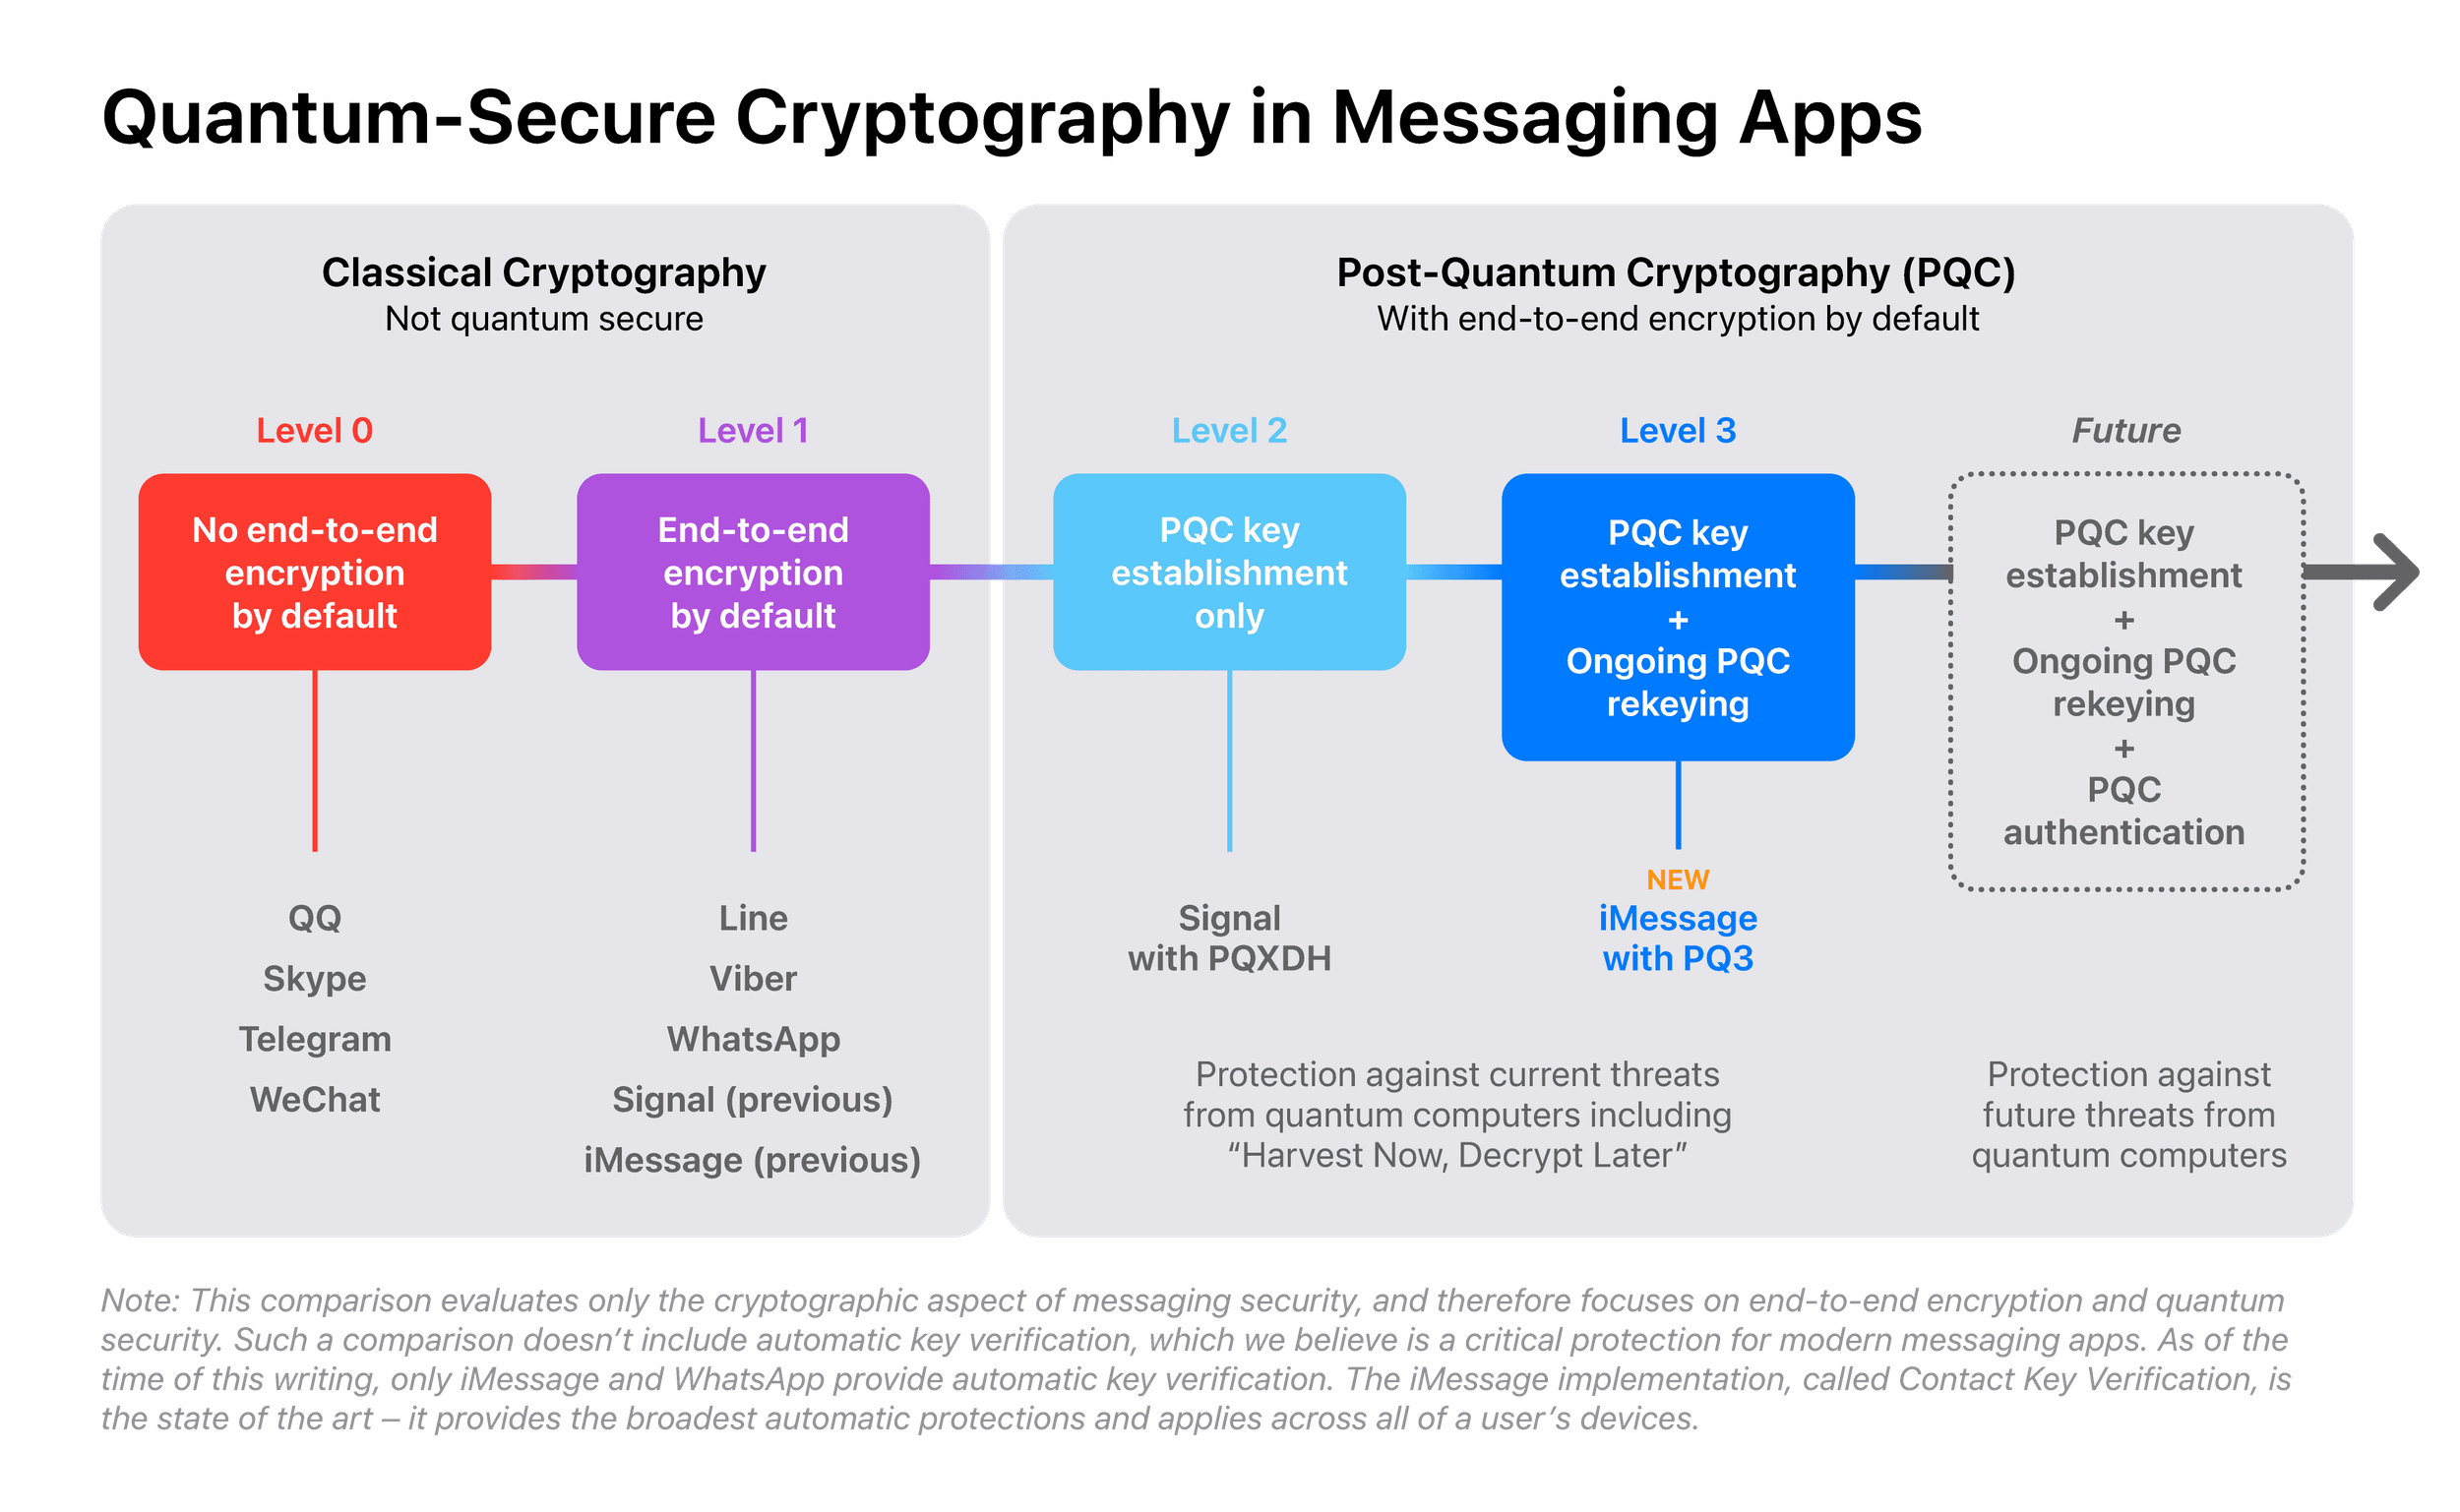 Quantum-Secure Cryptography in Messaging Apps
Classical Cryptography
Not quantum secure
Level 0
No end-to-end
encryption
by default
QQ
Skype
Telegram
WeChat
Level 1
End-to-end
encryption
by default
Line
Viber
WhatsApp
Signal (previous)
iMessage (previous)
Post-Quantum Cryptography (PQC)
With end-to-end encryption by default
Level 2
PQC key
establishment
only
Signal
with PQXDH
Level 3
PQC key
establishment
+
Ongoing PQC
rekeying
NEW
iMessage
with PQ3
Protection against current threats
from quantum computers including
“Harvest Now, Decrypt Later”
Future
PQC key
establishment
+
Ongoing PQC
rekeying
+
PQC
authentication
Protection against
future threats from
quantum computers
Note: This comparison evaluates only the cryptographic aspect of messaging security, and therefore focuses on end-to-end encryption and quantum
security. Such a comparison doesn’t include automatic key verification, which we believe is a critical protection for modern messaging apps. As of the
time of this writing, only iMessage and WhatsApp provide automatic key verification. The iMessage implementation, called Contact Key Verification, is
the state of the art – it provides the broadest automatic protections and applies across all of a user’s devices.